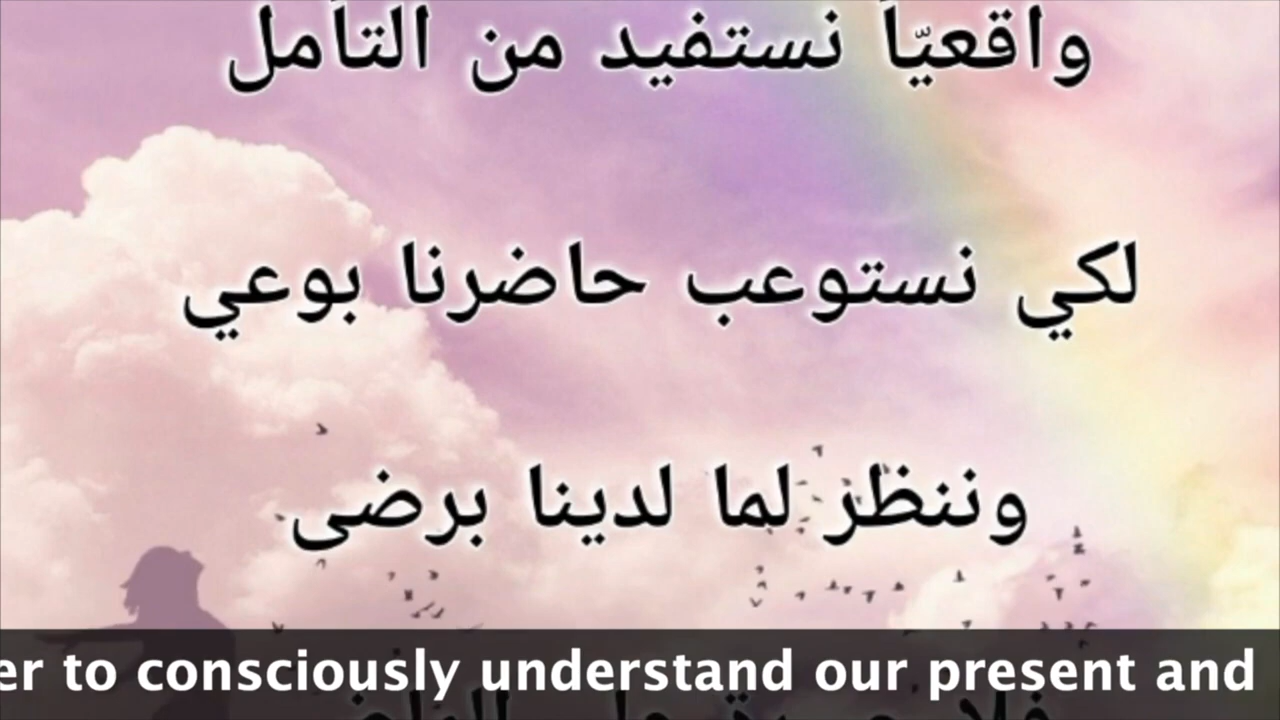 واقعيّاً نستفيد من التأمل
لكي نستوعب حاضرنا بوعي
وننظر لما لدينا برضى
er to consciously understand our present and